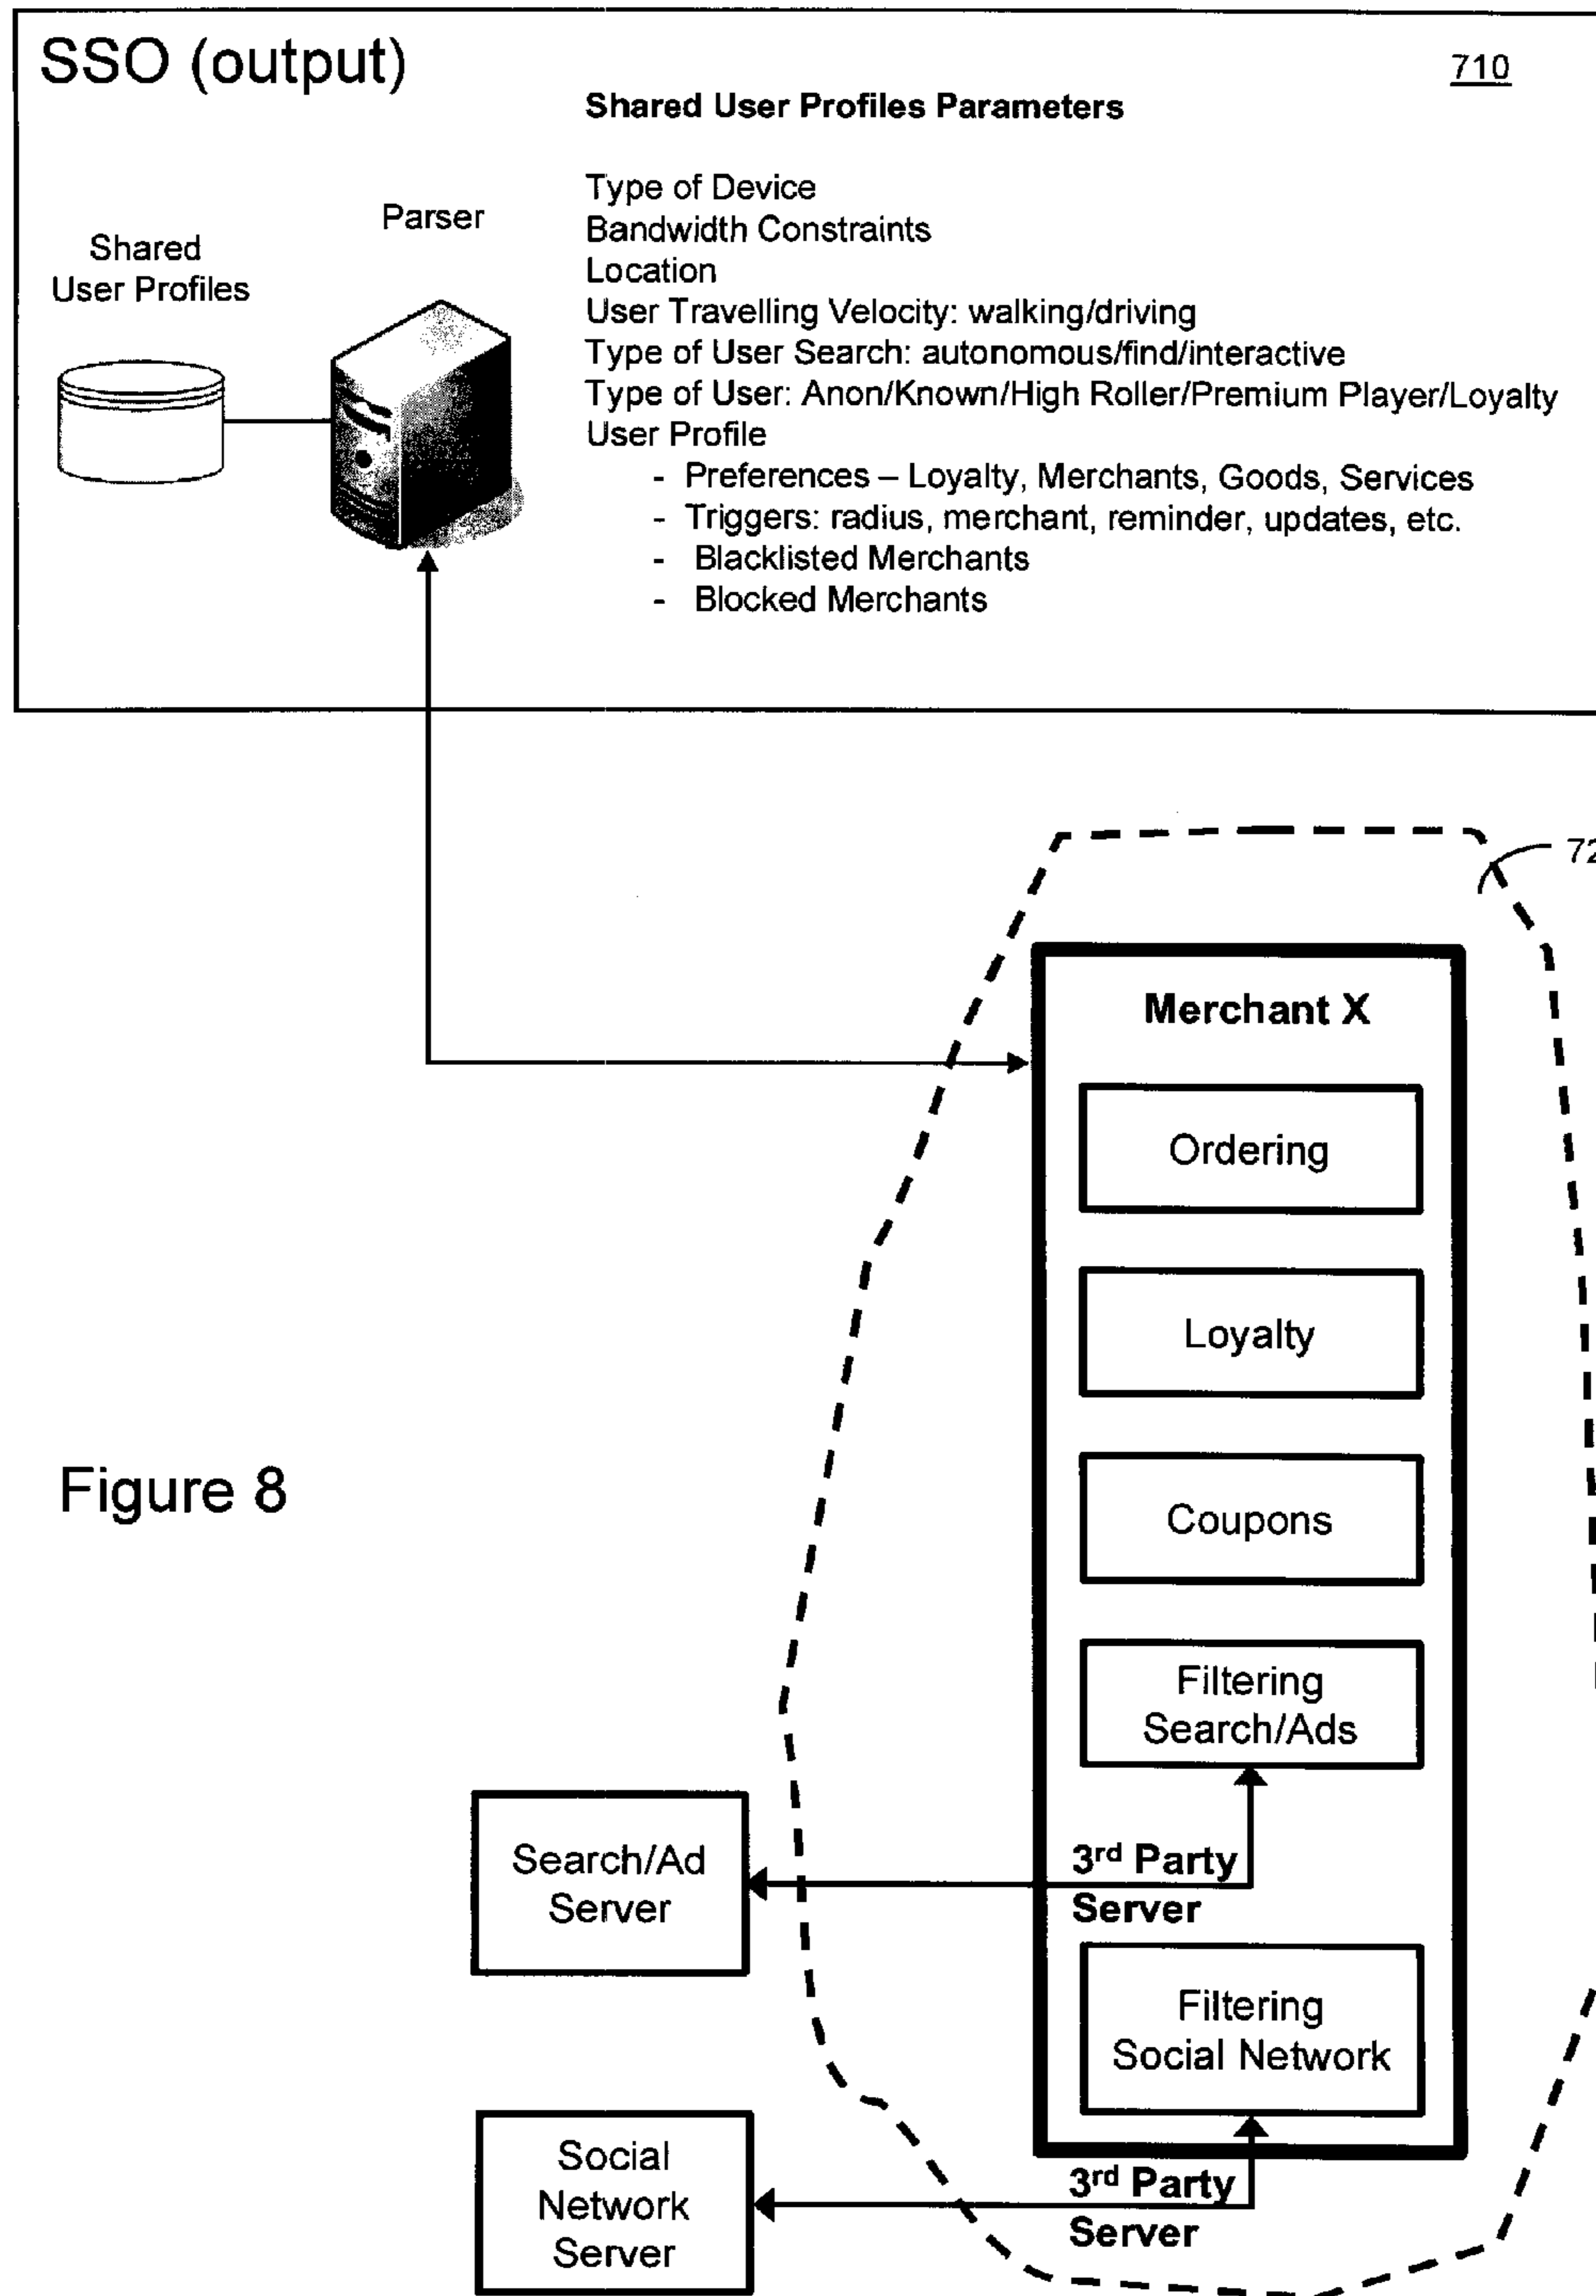 SSO (output)
710
Shared User Profiles Parameters
Type of Device
Bandwidth Constraints
Location
User Travelling Velocity: walking/driving
Type of User Search: autonomous/find/interactive
Type of User: Anon/Known/High Roller/Premium Player/Loyalty
User Profile
- Preferences – Loyalty, Merchants, Goods, Services
- Triggers: radius, merchant, reminder, updates, etc.
- Blacklisted Merchants
- Blocked Merchants
Parser
Shared
User Profiles
72
Merchant X
Ordering
Loyalty
Coupons
Filtering
Search/Ads
3rd Party
Server
Search/Ad
Server
Filtering
Social Network
3rd Party
Server
Social
Network
Server
Figure 8